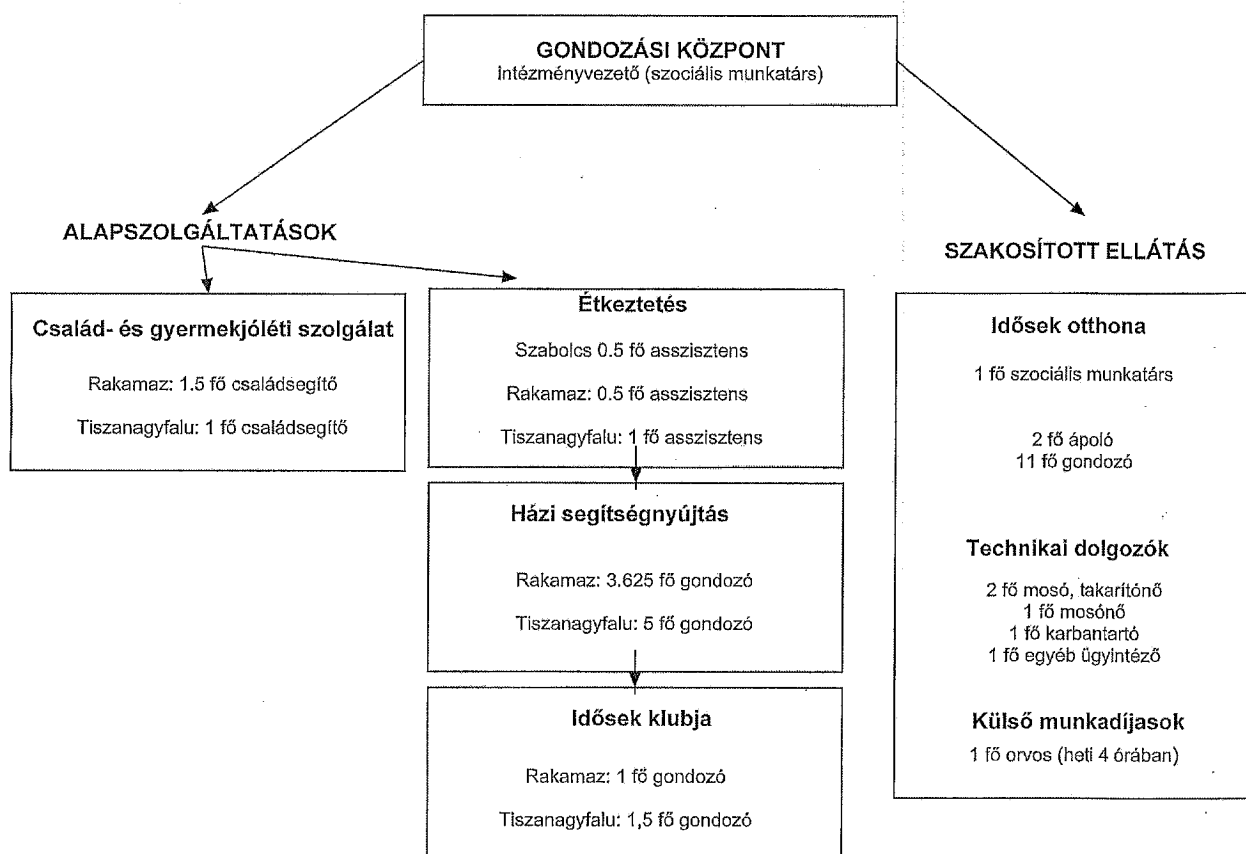 GONDOZÁSI KÖZPONT
intézményvezető (szociális munkatárs)
ALAPSZOLGÁLTATÁSOK
Család- és gyermekjóléti szolgálat
Rakamaz: 1.5 fő családsegítő
Tiszanagyfalu: 1 fő családsegítő
Étkeztetés
Szabolcs 0.5 fő asszisztens
Rakamaz: 0.5 fő asszisztens
Tiszanagyfalu: 1 fő asszisztens
Házi segítségnyújtás
Rakamaz: 3.625 fő gondozó
Tiszanagyfalu: 5 fő gondozó
Idősek klubja
Rakamaz: 1 fő gondozó
Tiszanagyfalu: 1,5 fő gondozó
SZAKOSÍTOTT ELLÁTÁS
Idősek otthona
1 fő szociális munkatárs
2 fő ápoló
11 fő gondozó
Technikai dolgozók
2 fő mosó, takarítónő
1 fő mosónő
1 fő karbantartó
1 fő egyéb ügyintéző
Külső munkadíjasok
1 fő orvos (heti 4 órában)